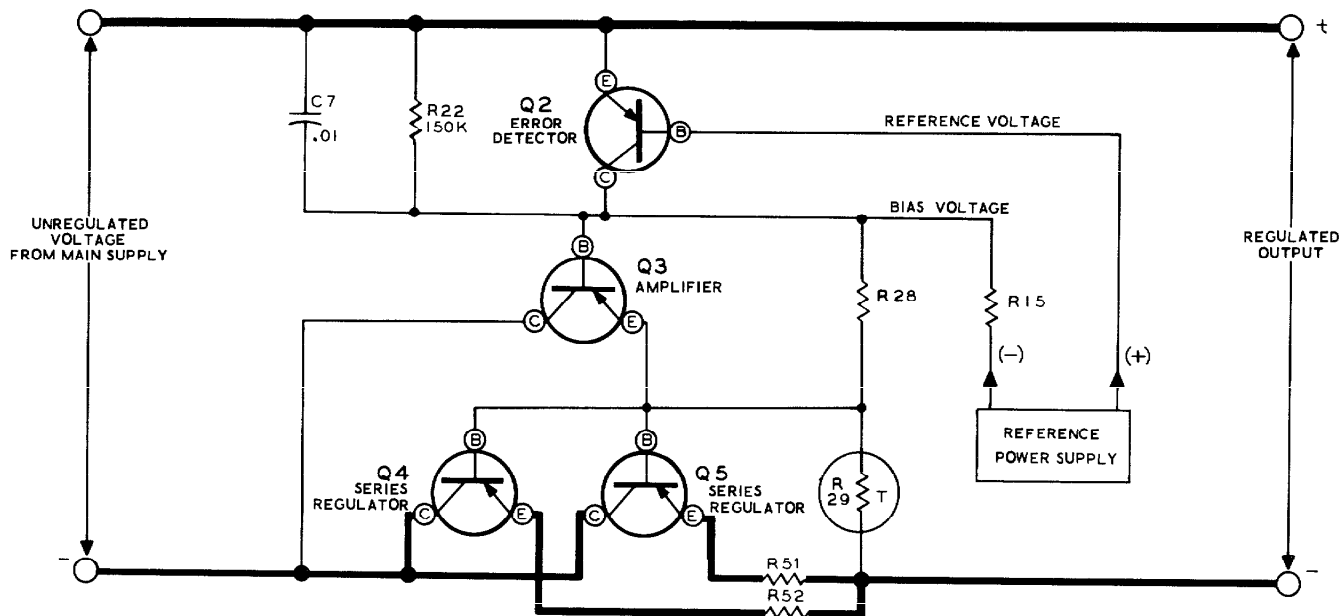 t
E
C7
.01
R22
150K
Q2
ERROR
DETECTOR
B
REFERENCE VOLTAGE
C
BIAS VOLTAGE
UNREGULATED
VOLTAGE
FROM MAIN SUPPLY
REGULATED
OUTPUT
B
Q3
AMPLIFIER
C
E
R28
R15
(-)
(+)
REFERENCE
POWER SUPPLY
B
B
Q4
SERIES
REGULATOR
C
E
Q5
SERIES
REGULATOR
C
E
R
29
T
-
R51
R52
-